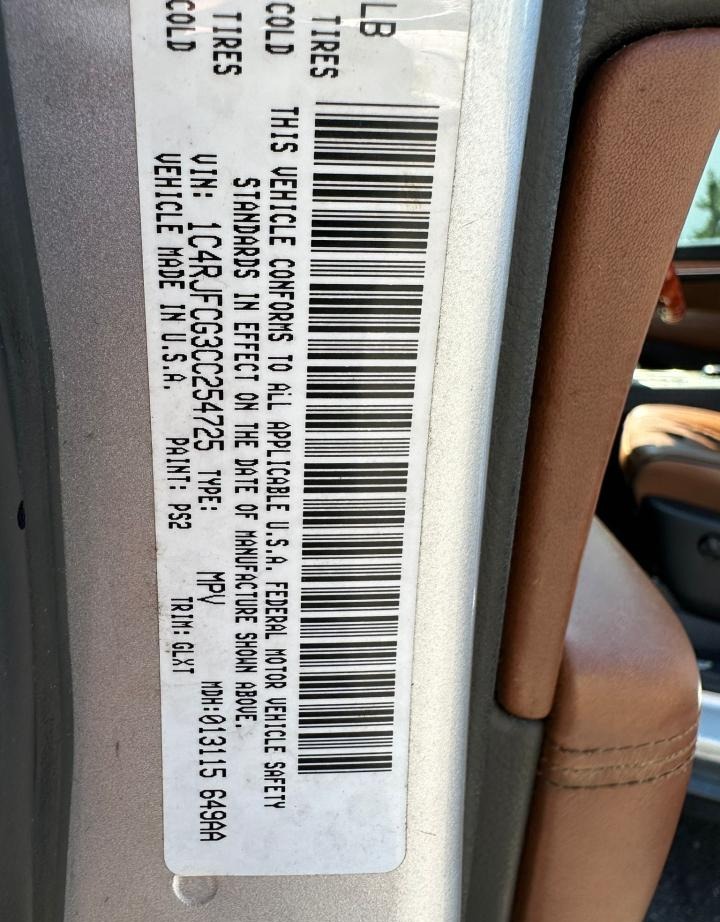 LB
TIRES COLD
TIRES COLD
THIS VEHICLE CONFORMS TO ALL APPLICABLE U.S.A. FEDERAL MOTOR VEHICLE SAFETY
STANDARDS IN EFFECT ON THE DATE OF MANUFACTURE SHOWN ABOVE.
VIN: 1C4RJFCG3CC254725 TYPE: MPV MDH:013115 649AA
VEHICLE MADE IN U.S.A. PAINT: PS2 TRIM: GLXT